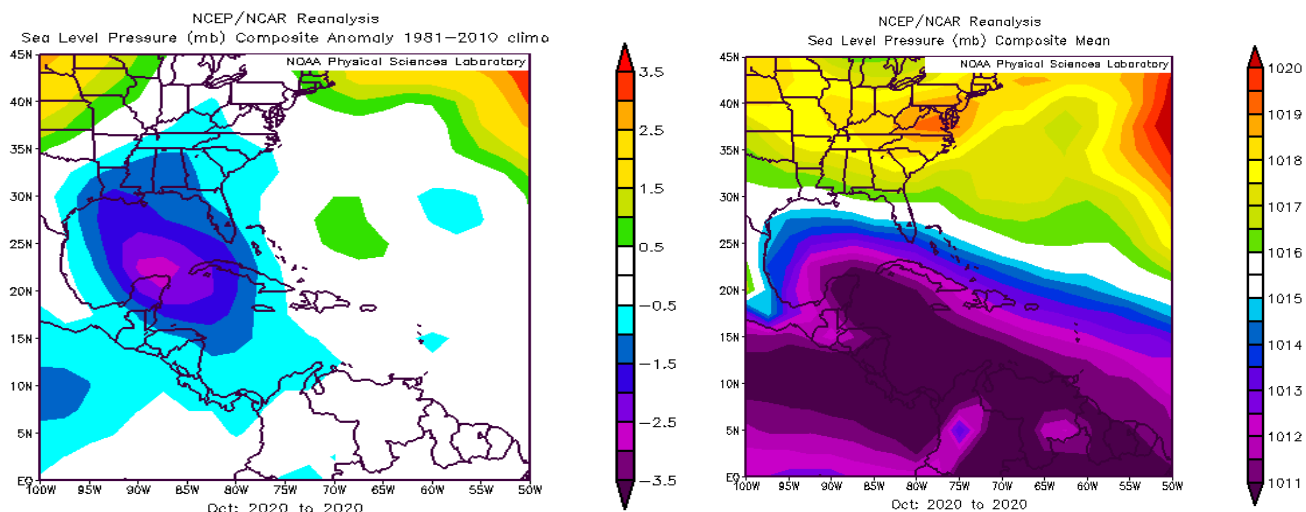 NCEP/NCAR Reanalysis
Sea Level Pressure (mb) Composite Anomaly 1981-2010 climo
NOAA Physical Sciences Laboratory
45N
40N
35N
30N
25N
20N
15N
10N
5N
EQ
100W 95W 90W 85W 80W 75W 70W 65W 60W 55W 50W
Oct: 2020 to 2020
3.5
2.5
1.5
0.5
-0.5
-1.5
-2.5
-3.5
NCEP/NCAR Reanalysis
Sea Level Pressure (mb) Composite Mean
NOAA Physical Sciences Laboratory
45N
40N
35N
30N
25N
20N
15N
10N
5N
EQ
100W 95W 90W 85W 80W 75W 70W 65W 60W 55W 50W
Oct: 2020 to 2020
1020
1019
1018
1017
1016
1015
1014
1013
1012
1011